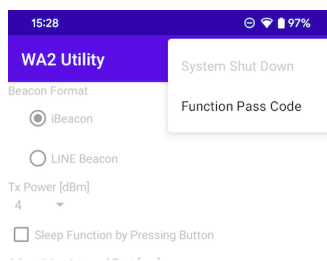 15:28
97%
WA2 Utility
System Shut Down
Function Pass Code
Beacon Format
iBeacon
LINE Beacon
Tx Power [dBm]
4
Sleep Function by Pressing Button